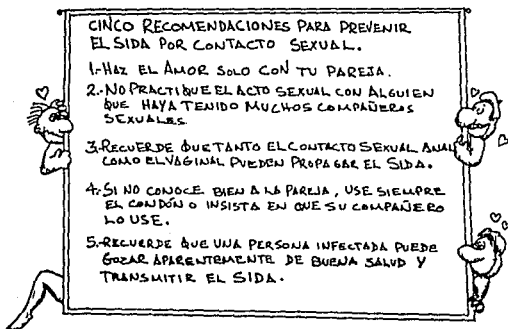 CINCO RECOMENDACIONES PARA PREVENIR
EL SIDA POR CONTACTO SEXUAL.
1.-HAZ EL AMOR SOLO CON TU PAREJA.
2.-NO PRACTIQUE EL ACTO SEXUAL CON ALGUIEN
QUE HAYA TENIDO MUCHOS COMPAÑEROS
SEXUALES.
3.-RECUERDE QUE TANTO EL CONTACTO SEXUAL ANAL
COMO EL VAGINAL PUEDEN PROPAGAR EL SIDA.
4.-SI NO CONOCE BIEN A LA PAREJA, USE SIEMPRE
EL CONDÓN O INSISTA EN QUE SU COMPAÑERO
LO USE.
5.-RECUERDE QUE UNA PERSONA INFECTADA PUEDE
GOZAR APARENTEMENTE DE BUENA SALUD Y
TRANSMITIR EL SIDA.